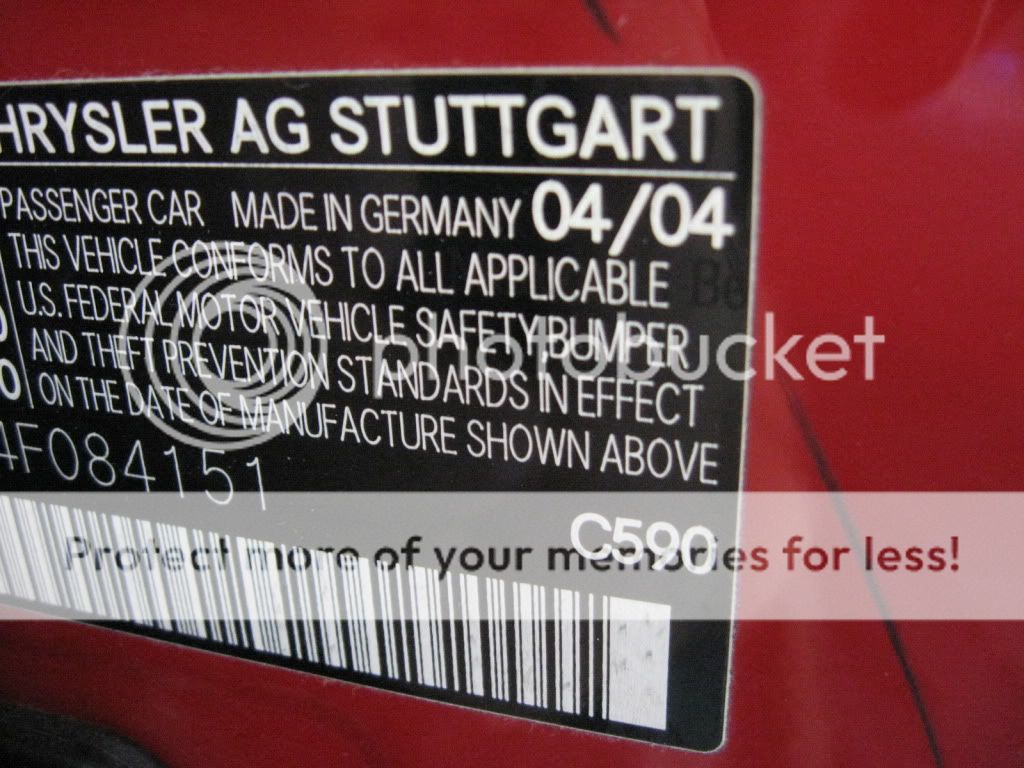 HRYSLER AG STUTTGART
PASSENGER CAR MADE IN GERMANY 04/04
THIS VEHICLE CONFORMS TO ALL APPLICABLE
U.S. FEDERAL MOTOR VEHICLE SAFETY, BUMPER
AND THEFT PREVENTION STANDARDS IN EFFECT
ON THE DATE OF MANUFACTURE SHOWN ABOVE
4F084151
C590
photobucket
Protect more of your memories for less!